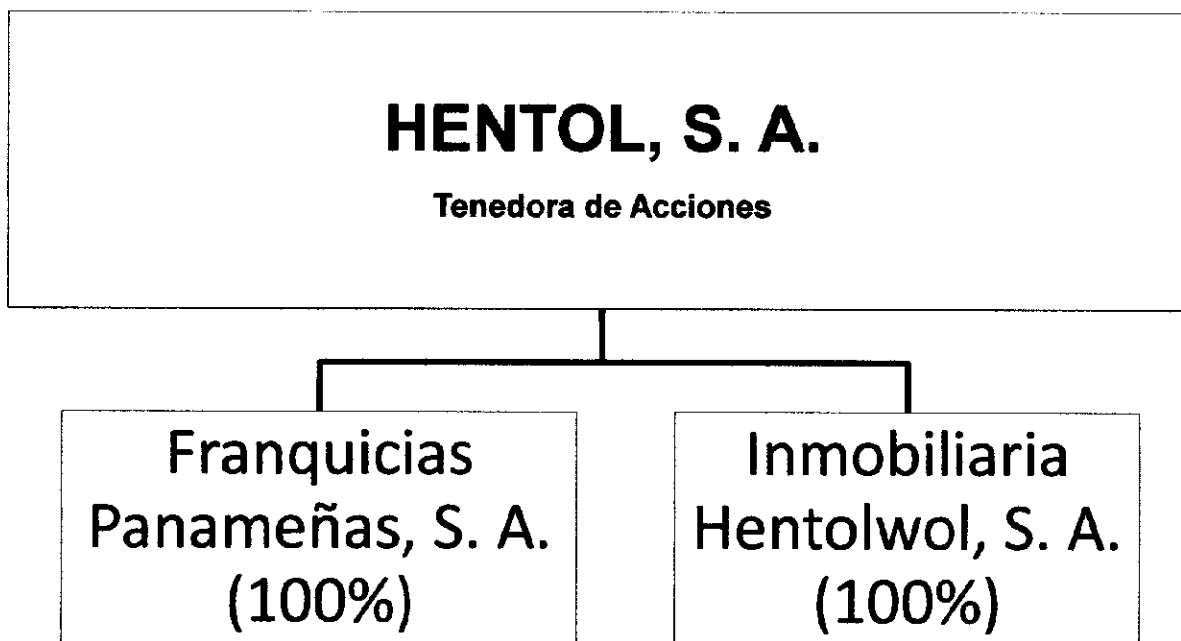 HENTOL, S. A.
Tenedora de Acciones
Franquicias
Panameñas, S. A.
(100%)
Inmobiliaria
Hentolwol, S. A.
(100%)